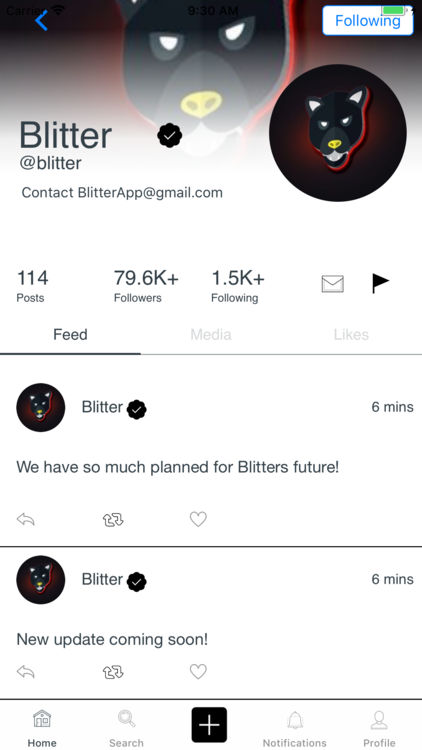 Carrier 9:30 AM
Following
Blitter
@blitter
Contact BlitterApp@gmail.com
114 79.6K+ 1.5K+
Posts Followers Following
Feed Media Likes
Blitter 6 mins
We have so much planned for Blitters future!
Blitter 6 mins
New update coming soon!
Home Search Notifications Profile